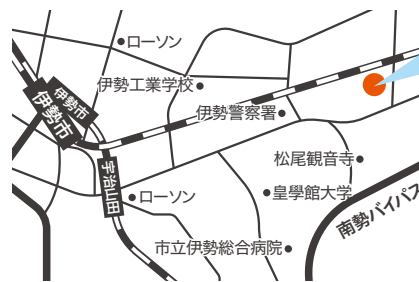 ローソン
伊勢工業学校
伊勢市
伊勢市
伊勢警察署
松尾観音寺
宇治山田
ローソン
皇學館大学
南勢バイパス
市立伊勢総合病院